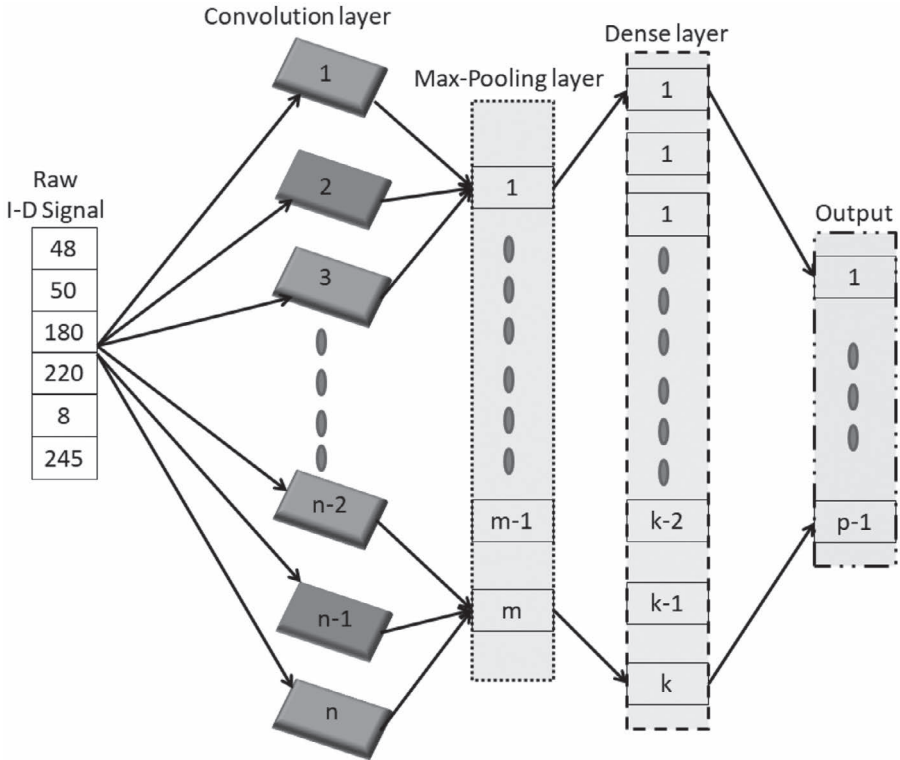 Convolution layer
1
2
3
n-2
n-1
n
Raw
I-D Signal
48
50
180
220
8
245
Max-Pooling layer
1
m-1
m
Dense layer
1
1
1
k-2
k-1
k
Output
1
p-1